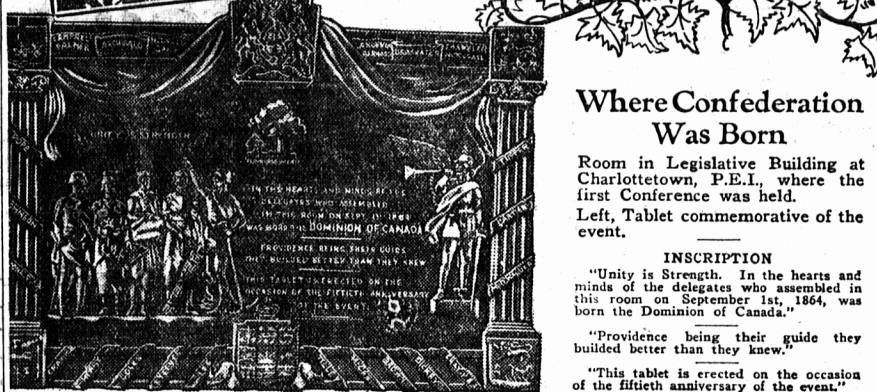 UNITY IS STRENGTH
IN THE HEARTS AND MINDS OF THE
DELEGATES WHO ASSEMBLED
IN THIS ROOM ON SEPT. 1ST 1864
WAS BORN THE DOMINION OF CANADA
PROVIDENCE BEING THEIR GUIDE
THEY BUILDED BETTER THAN THEY KNEW
THIS TABLET IS ERECTED ON THE
OCCASION OF THE FIFTIETH ANNIVERSARY
OF THE EVENT
Where Confederation
Was Born
Room in Legislative Building at
Charlottetown, P.E.I., where the
first Conference was held.
Left, Tablet commemorative of the
event.
INSCRIPTION
"Unity is Strength. In the hearts and
minds of the delegates who assembled in
this room on September 1st, 1864, was
born the Dominion of Canada."
"Providence being their guide they
builded better than they knew."
"This tablet is erected on the occasion
of the fiftieth anniversary of the event."